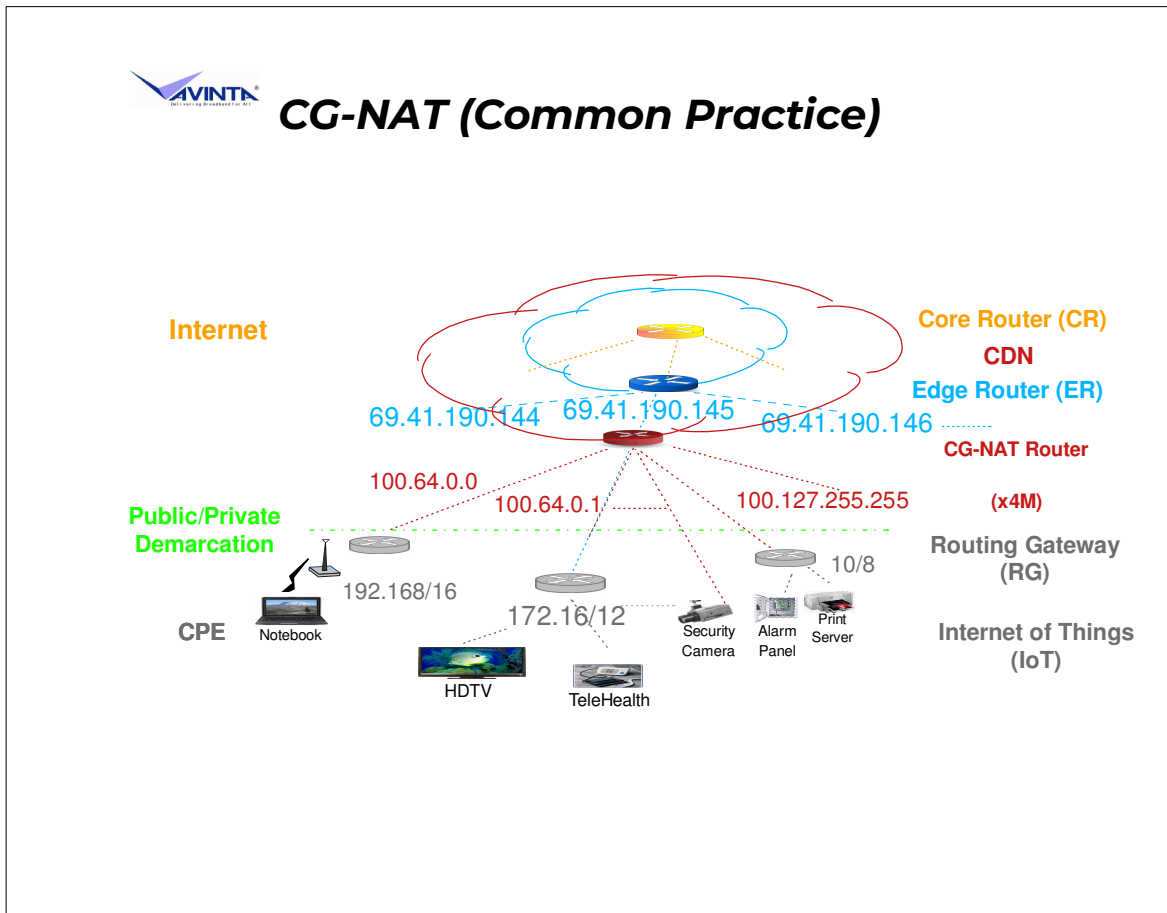 AVINTA®
Delivering Broadband for All
CG-NAT (Common Practice)
Internet
Core Router (CR)
CDN
Edge Router (ER)
69.41.190.144
69.41.190.145
69.41.190.146
CG-NAT Router
100.64.0.0
100.64.0.1
100.127.255.255
(x4M)
Public/Private
Demarcation
Routing Gateway
(RG)
192.168/16
172.16/12
10/8
CPE
Notebook
HDTV
TeleHealth
Security
Camera
Alarm
Panel
Print
Server
Internet of Things
(IoT)